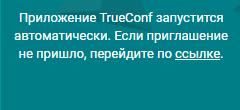 Приложение TrueConf запустится
автоматически. Если приглашение
не пришло, перейдите по ссылке.